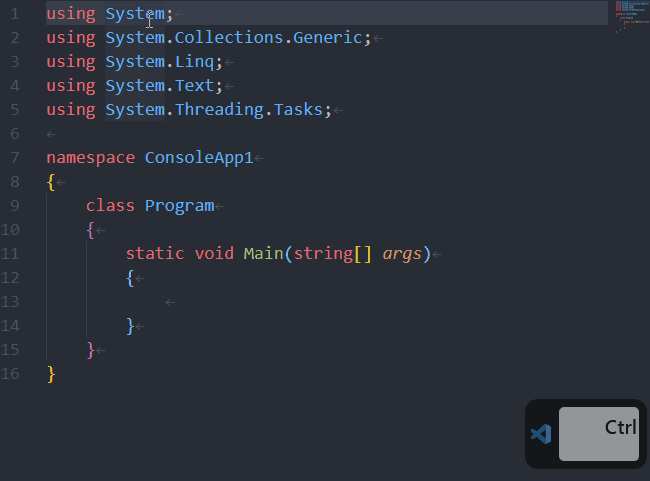 1 using System;
2 using System.Collections.Generic;
3 using System.Linq;
4 using System.Text;
5 using System.Threading.Tasks;
6
7 namespace ConsoleApp1
8 {
9     class Program
10     {
11         static void Main(string[] args)
12         {
13
14         }
15     }
16 }
Ctrl